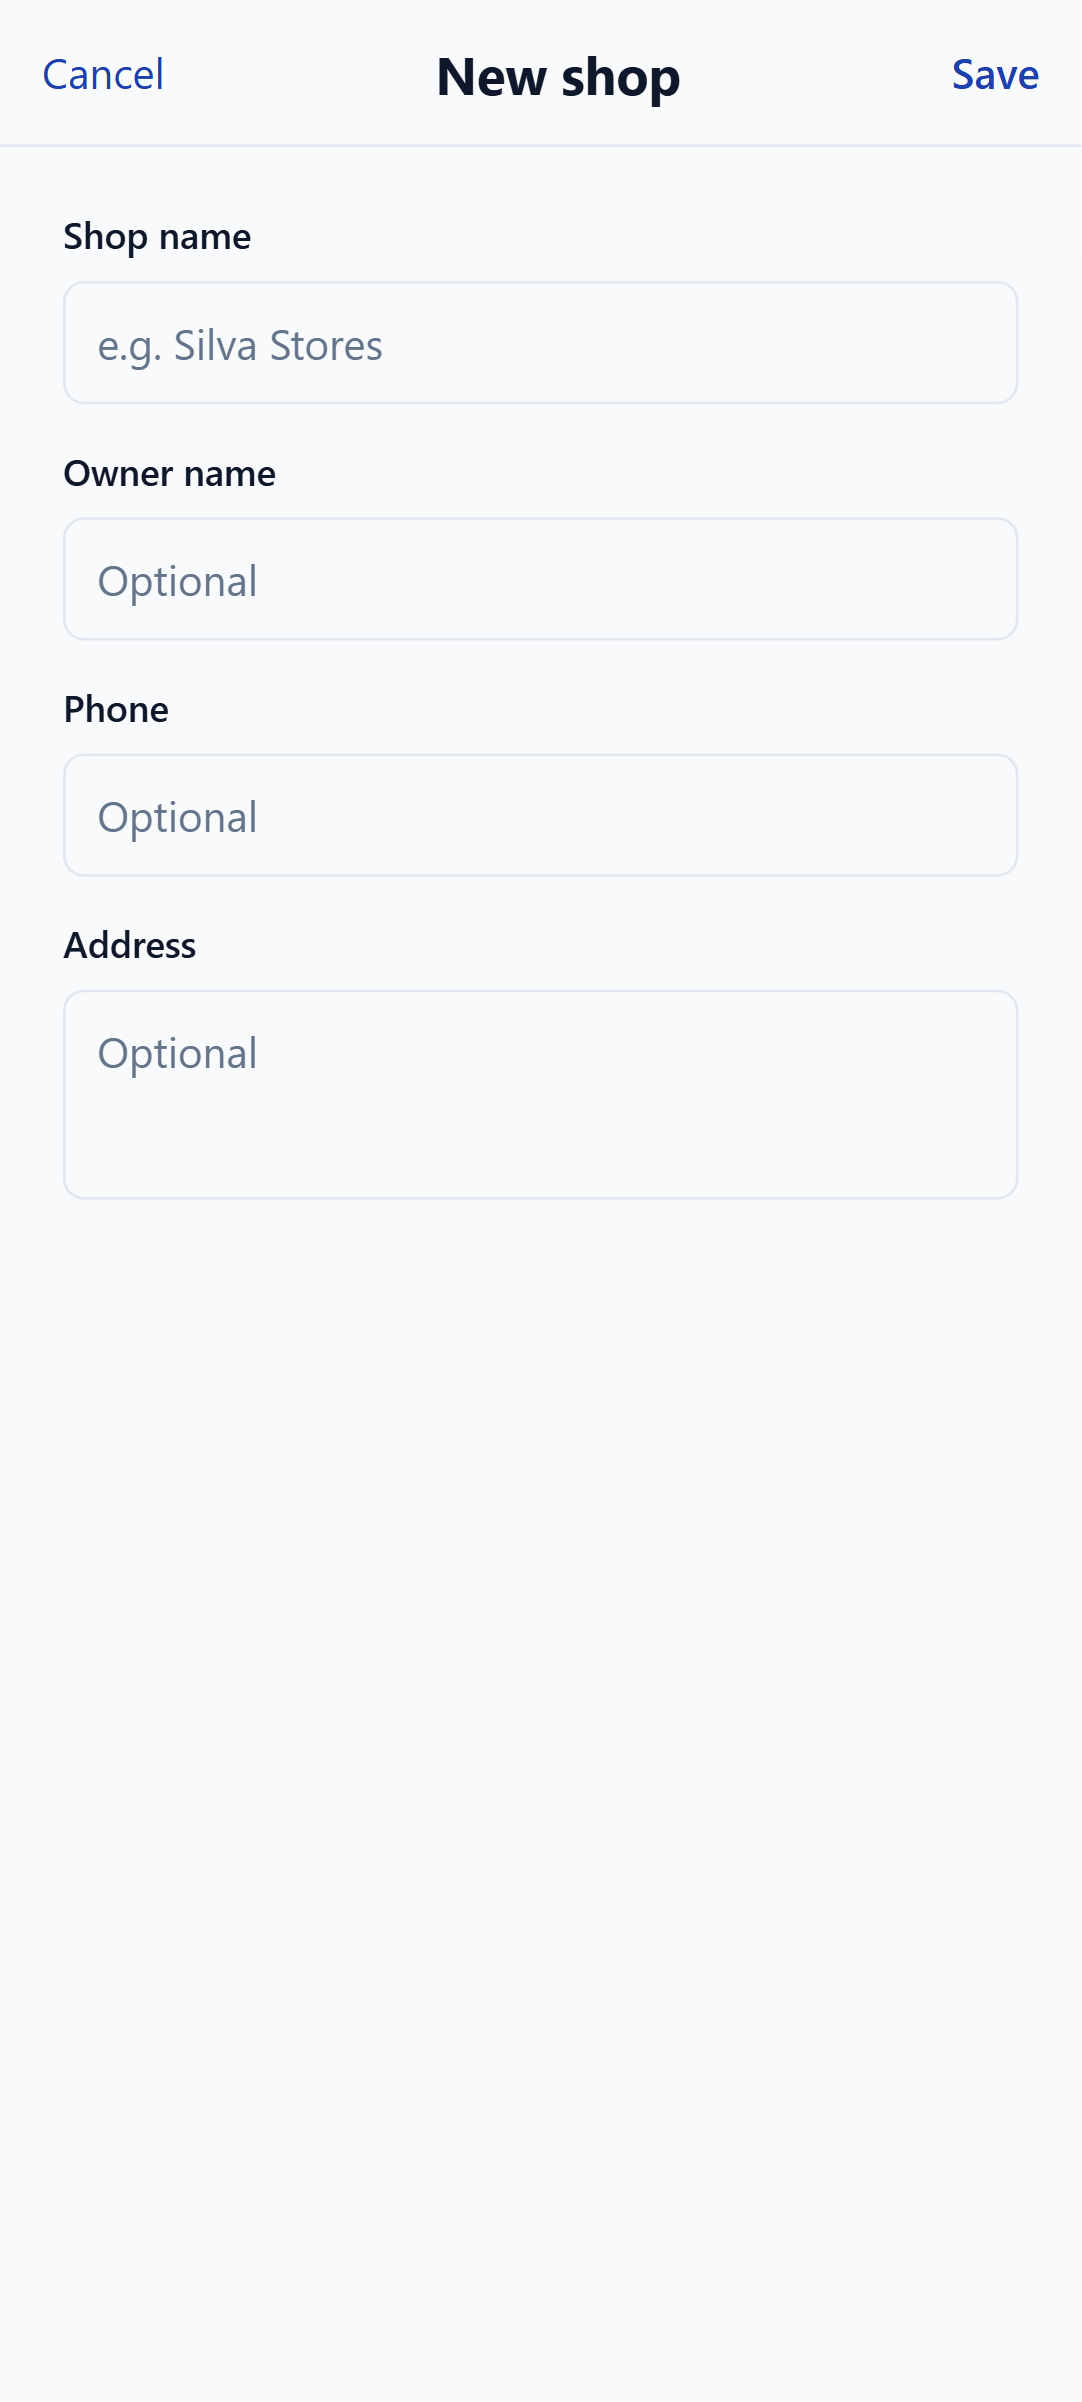 Cancel
New shop
Save
Shop name
e.g. Silva Stores
Owner name
Optional
Phone
Optional
Address
Optional